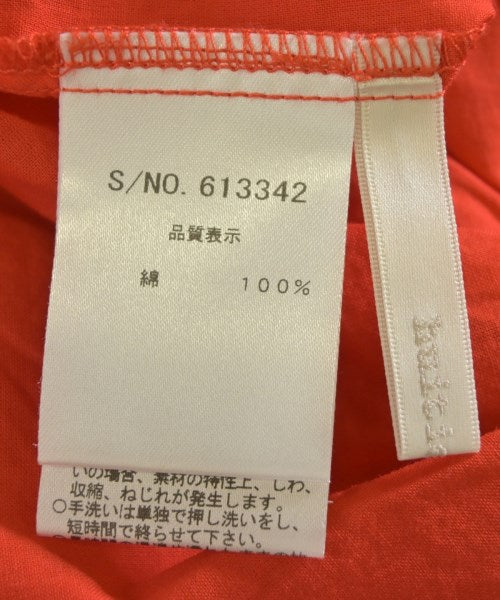 S/NO. 613342
品質表示
綿 100%
いの場合、素材の特性上、しわ、
収縮、ねじれが発生します。
○手洗いは単独で押し洗いをし、
短時間で終らせて下さい。
huit